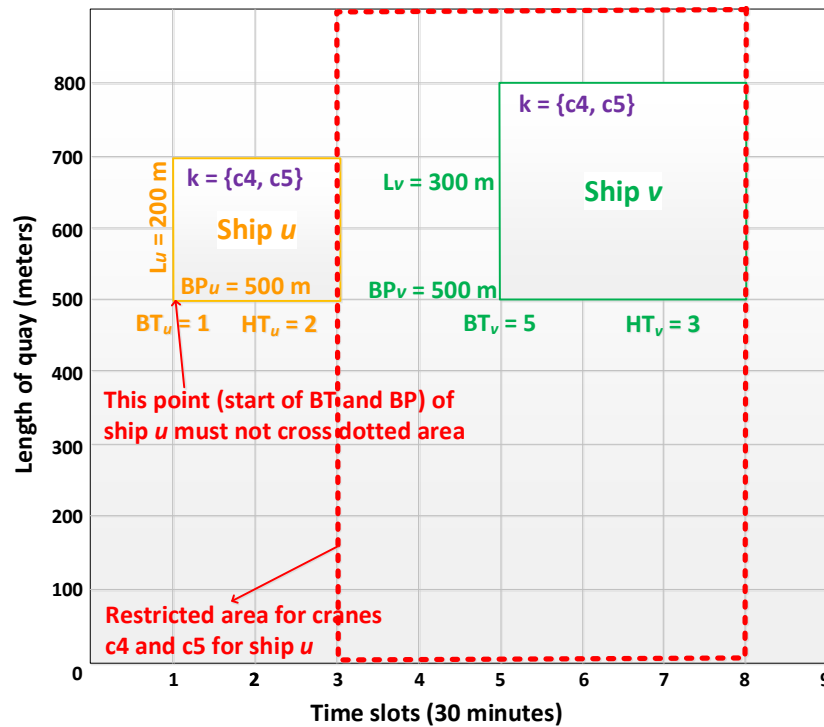 800
700
600
500
400
300
200
100
0
Length of quay (meters)
k = {c4, c5}
Ship v
Lv = 300 m
BPv = 500 m
BTv = 5
HTv = 3
k = {c4, c5}
Ship u
Lu = 200 m
BPu = 500 m
BTu = 1
HTu = 2
This point (start of BT and BP) of
ship u must not cross dotted area
Restricted area for cranes
c4 and c5 for ship u
1 2 3 4 5 6 7 8 9
Time slots (30 minutes)